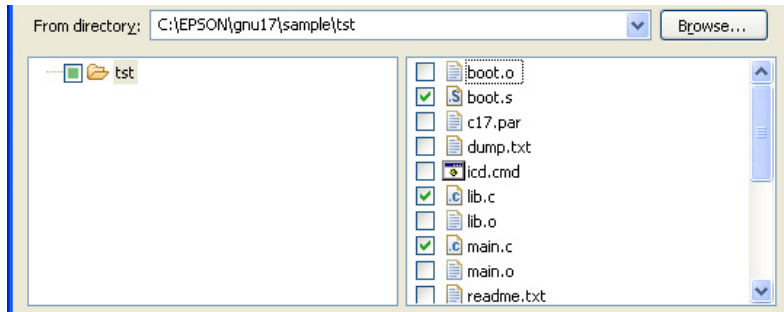 From directory: C:\EPSON\gnu17\sample\tst Browse...
tst
boot.o
boot.s
c17.par
dump.txt
icd.cmd
lib.c
lib.o
main.c
main.o
readme.txt